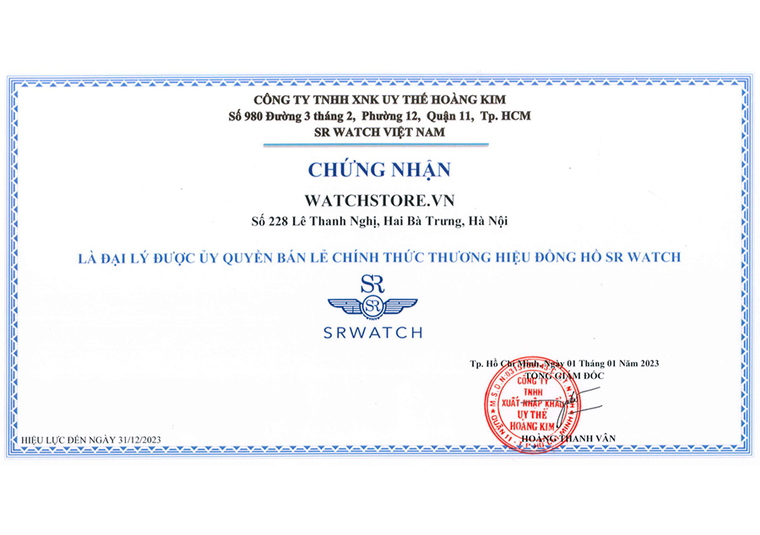 CÔNG TY TNHH XNK UY THẾ HOÀNG KIM
Số 980 Đường 3 tháng 2, Phường 12, Quận 11, Tp. HCM
SR WATCH VIỆT NAM
CHỨNG NHẬN
WATCHSTORE.VN
Số 228 Lê Thanh Nghị, Hai Bà Trưng, Hà Nội
LÀ ĐẠI LÝ ĐƯỢC ỦY QUYỀN BÁN LẺ CHÍNH THỨC THƯƠNG HIỆU ĐỒNG HỒ SR WATCH
SR
SR
SRWATCH
Tp. Hồ Chí Minh, Ngày 01 Tháng 01 Năm 2023
TỔNG GIÁM ĐỐC
CÔNG TY
TNHH
XUẤT NHẬP KHẨU
UY THẾ
HOÀNG KIM
HOÀNG THANH VÂN
HIỆU LỰC ĐẾN NGÀY 31/12/2023